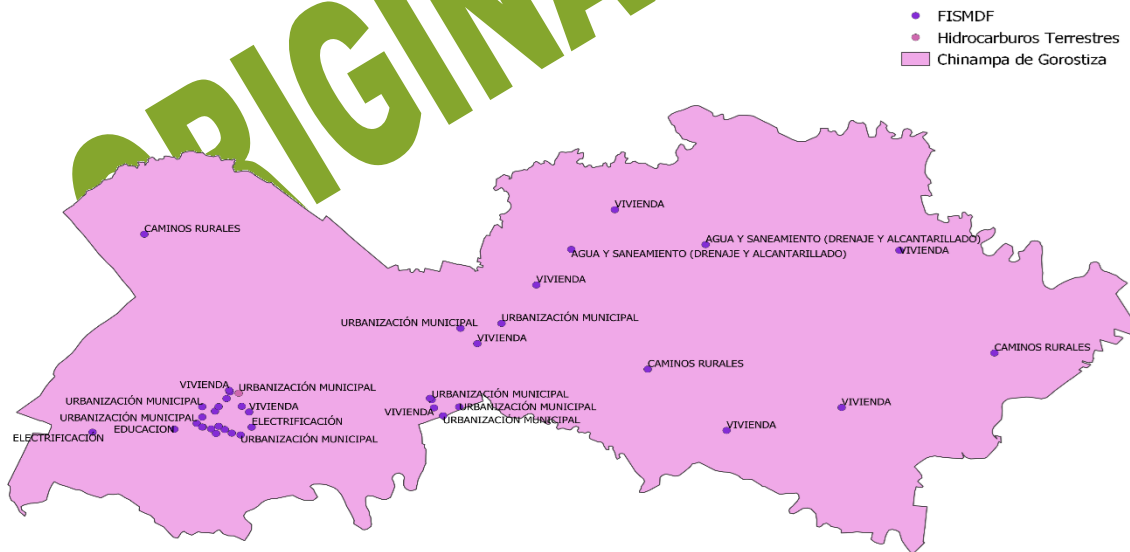 ORIGINA
FISMDF
Hidrocarburos Terrestres
Chinampa de Gorostiza
VIVIENDA
CAMINOS RURALES
AGUA Y SANEAMIENTO (DRENAJE Y ALCANTARILLADO)
AGUA Y SANEAMIENTO (DRENAJE Y ALCANTARILLADO)
VIVIENDA
VIVIENDA
URBANIZACIÓN MUNICIPAL
URBANIZACIÓN MUNICIPAL
VIVIENDA
CAMINOS RURALES
CAMINOS RURALES
VIVIENDA
URBANIZACIÓN MUNICIPAL
URBANIZACIÓN MUNICIPAL
URBANIZACIÓN MUNICIPAL
VIVIENDA
VIVIENDA
URBANIZACIÓN MUNICIPAL
VIVIENDA
URBANIZACIÓN MUNICIPAL
ELECTRIFICACIÓN
URBANIZACIÓN MUNICIPAL
EDUCACION
VIVIENDA
ELECTRIFICACIÓN
URBANIZACIÓN MUNICIPAL